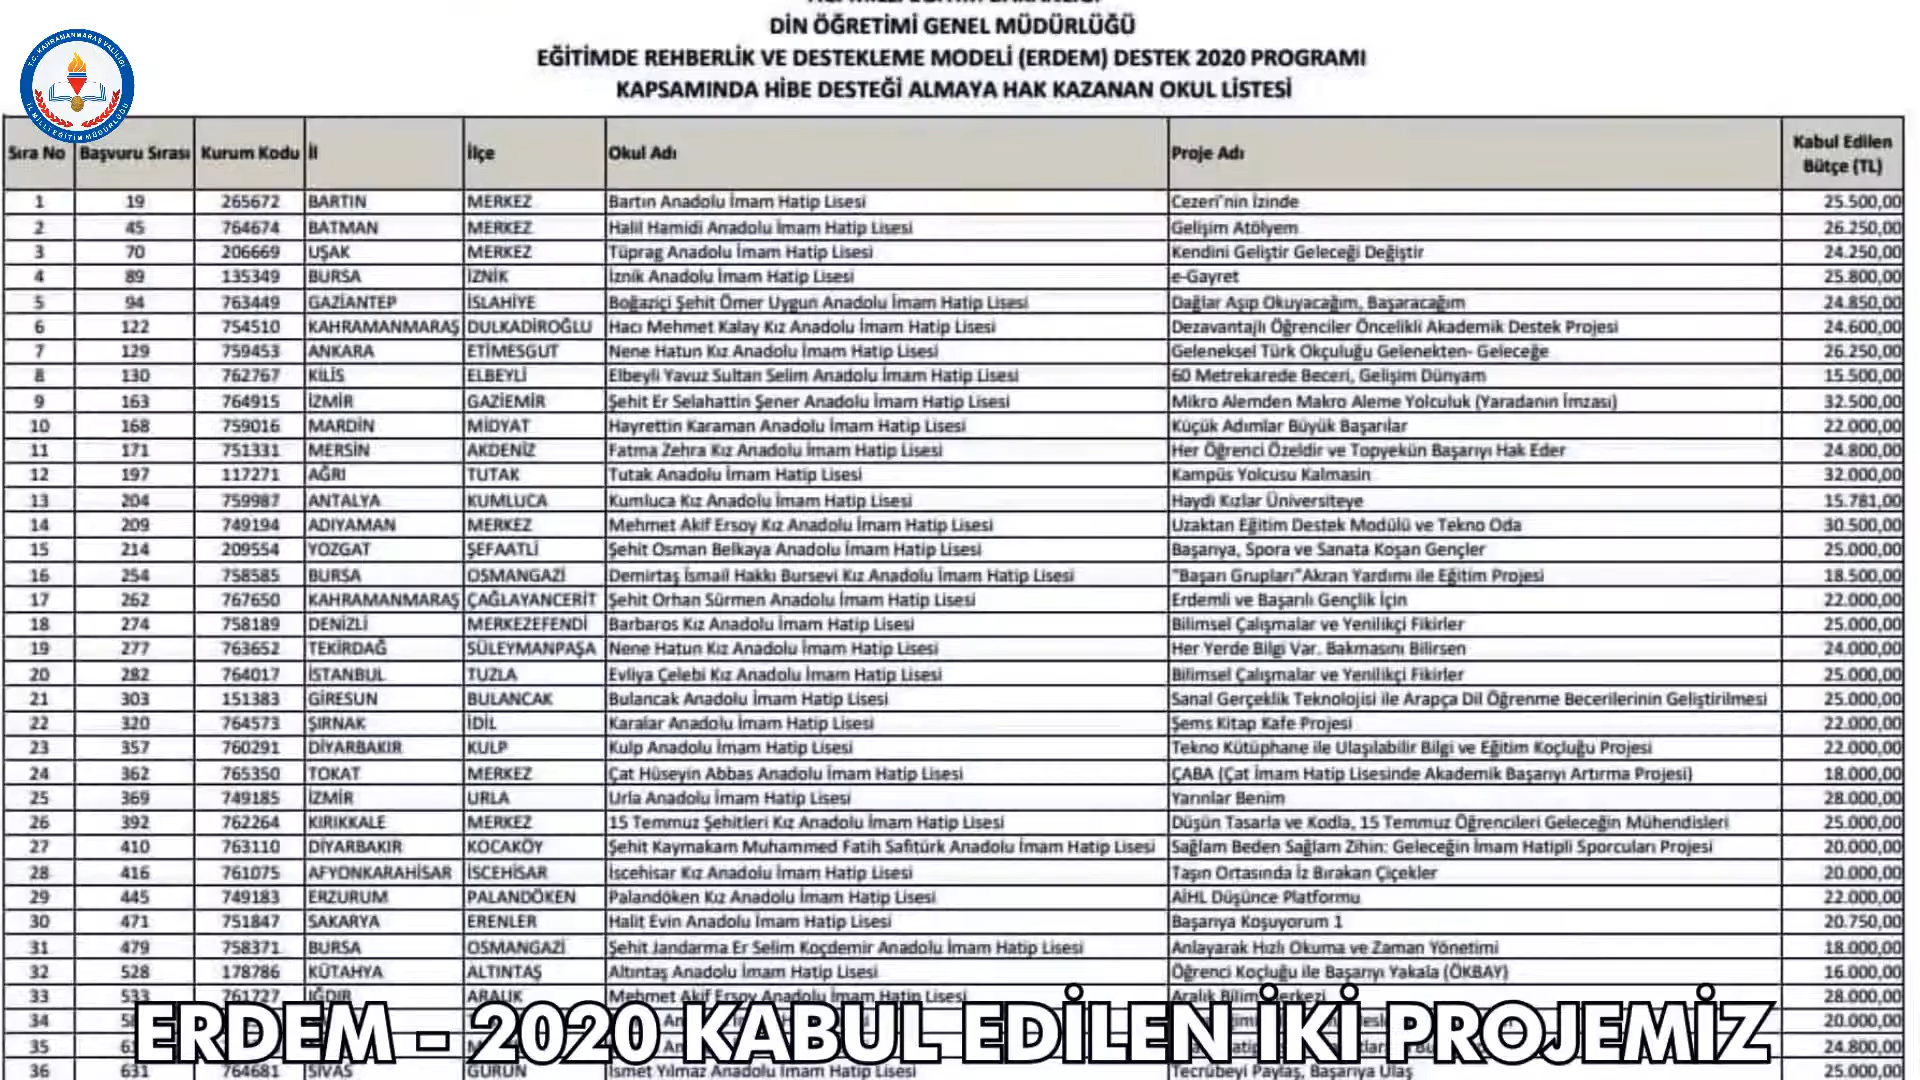 DİN ÖĞRETİMİ GENEL MÜDÜRLÜĞÜ
EĞİTİMDE REHBERLİK VE DESTEKLEME MODELİ (ERDEM) DESTEK 2020 PROGRAMI
KAPSAMINDA HİBE DESTEĞİ ALMAYA HAK KAZANAN OKUL LİSTESİ
T.C. KAHRAMANMARAŞ VALİLİĞİ
İL MİLLİ EĞİTİM MÜDÜRLÜĞÜ
Sıra No Başvuru Sırası Kurum Kodu İl İlçe Okul Adı Proje Adı Kabul Edilen Bütçe (TL)
1 19 265672 BARTIN MERKEZ Bartın Anadolu İmam Hatip Lisesi Cezeri'nin İzinde 25.500,00
2 45 764674 BATMAN MERKEZ Halil Hamidi Anadolu İmam Hatip Lisesi Gelişim Atölyem 26.250,00
3 70 206669 UŞAK MERKEZ Tüprag Anadolu İmam Hatip Lisesi Kendini Geliştir Geleceği Değiştir 24.250,00
4 89 135349 BURSA İZNİK İznik Anadolu İmam Hatip Lisesi e-Gayret 25.800,00
5 94 763449 GAZİANTEP İSLAHİYE Boğaziçi Şehit Ömer Uygun Anadolu İmam Hatip Lisesi Dağlar Aşıp Okuyacağım, Başaracağım 24.850,00
6 122 754510 KAHRAMANMARAŞ DULKADİROĞLU Hacı Mehmet Kalay Kız Anadolu İmam Hatip Lisesi Dezavantajlı Öğrenciler Öncelikli Akademik Destek Projesi 24.600,00
7 129 759453 ANKARA ETİMESGUT Nene Hatun Kız Anadolu İmam Hatip Lisesi Geleneksel Türk Okçuluğu Gelenekten- Geleceğe 26.250,00
8 130 762767 KİLİS ELBEYLİ Elbeyli Yavuz Sultan Selim Anadolu İmam Hatip Lisesi 60 Metrekarede Beceri, Gelişim Dünyam 15.500,00
9 163 764915 İZMİR GAZİEMİR Şehit Er Selahattin Şener Anadolu İmam Hatip Lisesi Mikro Alemden Makro Aleme Yolculuk (Yaradanın İmzası) 32.500,00
10 168 759016 MARDİN MİDYAT Hayrettin Karaman Anadolu İmam Hatip Lisesi Küçük Adımlar Büyük Başarılar 22.000,00
11 171 751331 MERSİN AKDENİZ Fatma Zehra Kız Anadolu İmam Hatip Lisesi Her Öğrenci Özeldir ve Topyekün Başarıyı Hak Eder 24.800,00
12 197 117271 AĞRI TUTAK Tutak Anadolu İmam Hatip Lisesi Kampüs Yolcusu Kalmasin 32.000,00
13 204 759987 ANTALYA KUMLUCA Kumluca Kız Anadolu İmam Hatip Lisesi Haydi Kızlar Üniversiteye 15.781,00
14 209 749194 ADIYAMAN MERKEZ Mehmet Akif Ersoy Kız Anadolu İmam Hatip Lisesi Uzaktan Eğitim Destek Modülü ve Tekno Oda 30.500,00
15 214 209554 YOZGAT ŞEFAATLİ Şehit Osman Belkaya Anadolu İmam Hatip Lisesi Başarıya, Spora ve Sanata Koşan Gençler 25.000,00
16 254 758585 BURSA OSMANGAZİ Demirtaş İsmail Hakkı Bursevi Kız Anadolu İmam Hatip Lisesi "Başarı Grupları"Akran Yardımı ile Eğitim Projesi 18.500,00
17 262 767650 KAHRAMANMARAŞ ÇAĞLAYANCERİT Şehit Orhan Sürmen Anadolu İmam Hatip Lisesi Erdemli ve Başarılı Gençlik İçin 22.000,00
18 274 758189 DENİZLİ MERKEZEFENDİ Barbaros Kız Anadolu İmam Hatip Lisesi Bilimsel Çalışmalar ve Yenilikçi Fikirler 25.000,00
19 277 763652 TEKİRDAĞ SÜLEYMANPAŞA Nene Hatun Kız Anadolu İmam Hatip Lisesi Her Yerde Bilgi Var. Bakmasını Bilirsen 24.000,00
20 282 764017 İSTANBUL TUZLA Evliya Çelebi Kız Anadolu İmam Hatip Lisesi Bilimsel Çalışmalar ve Yenilikçi Fikirler 25.000,00
21 303 151383 GİRESUN BULANCAK Bulancak Anadolu İmam Hatip Lisesi Sanal Gerçeklik Teknolojisi ile Arapça Dil Öğrenme Becerilerinin Geliştirilmesi 25.000,00
22 320 764573 ŞIRNAK İDİL Karalar Anadolu İmam Hatip Lisesi Şems Kitap Kafe Projesi 22.000,00
23 357 760291 DİYARBAKIR KULP Kulp Anadolu İmam Hatip Lisesi Tekno Kütüphane ile Ulaşılabilir Bilgi ve Eğitim Koçluğu Projesi 22.000,00
24 362 765350 TOKAT MERKEZ Çat Hüseyin Abbas Anadolu İmam Hatip Lisesi ÇABA (Çat İmam Hatip Lisesinde Akademik Başarıyı Artırma Projesi) 18.000,00
25 369 749185 İZMİR URLA Urla Anadolu İmam Hatip Lisesi Yarınlar Benim 28.000,00
26 392 762264 KIRIKKALE MERKEZ 15 Temmuz Şehitleri Kız Anadolu İmam Hatip Lisesi Düşün Tasarla ve Kodla, 15 Temmuz Öğrencileri Geleceğin Mühendisleri 25.000,00
27 410 763110 DİYARBAKIR KOCAKÖY Şehit Kaymakam Muhammed Fatih Safitürk Anadolu İmam Hatip Lisesi Sağlam Beden Sağlam Zihin: Geleceğin İmam Hatipli Sporcuları Projesi 20.000,00
28 416 761075 AFYONKARAHİSAR İSCEHİSAR İscehisar Kız Anadolu İmam Hatip Lisesi Taşın Ortasında İz Bırakan Çiçekler 20.000,00
29 445 749183 ERZURUM PALANDÖKEN Palandöken Kız Anadolu İmam Hatip Lisesi AİHL Düşünce Platformu 22.000,00
30 471 751847 SAKARYA ERENLER Halit Evin Anadolu İmam Hatip Lisesi Başarıya Koşuyorum 1 20.750,00
31 479 758371 BURSA OSMANGAZİ Şehit Jandarma Er Selim Koçdemir Anadolu İmam Hatip Lisesi Anlayarak Hızlı Okuma ve Zaman Yönetimi 18.000,00
32 528 178786 KÜTAHYA ALTINTAŞ Altıntaş Anadolu İmam Hatip Lisesi Öğrenci Koçluğu ile Başarıyı Yakala (ÖKBAY) 16.000,00
33 533 761727 IĞDIR ARALIK Mehmet Akif Ersoy Anadolu İmam Hatip Lisesi Aralık Bilim Merkezi 28.000,00
34 20.000,00
35 24.800,00
36 631 764681 SİVAS GÜRÜN İsmet Yılmaz Anadolu İmam Hatip Lisesi Tecrübeyi Paylaş, Başarıya Ulaş 25.000,00
ERDEM - 2020 KABUL EDİLEN İKİ PROJEMİZ